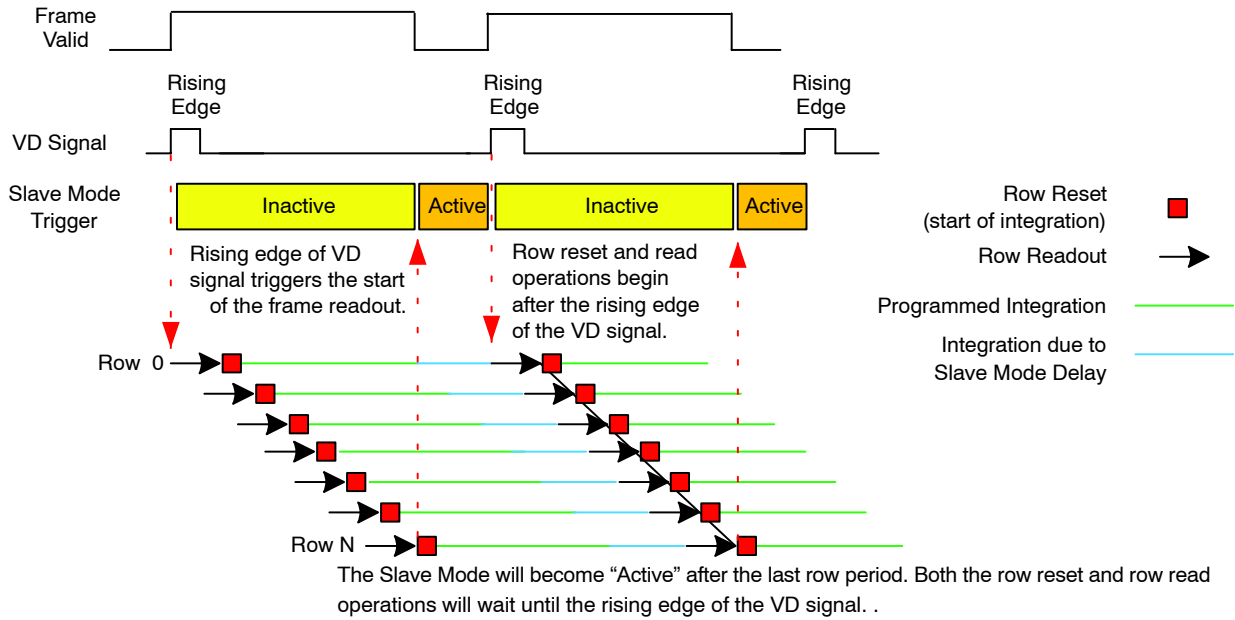 Frame
Valid
Rising
Edge
Rising
Edge
Rising
Edge
VD Signal
Slave Mode
Trigger
Inactive
Active
Inactive
Active
Row Reset
(start of integration)
Row Readout
Programmed Integration
Integration due to
Slave Mode Delay
Rising edge of VD
signal triggers the start
of the frame readout.
Row reset and read
operations begin
after the rising edge
of the VD signal.
Row 0
Row N
The Slave Mode will become “Active” after the last row period. Both the row reset and row read
operations will wait until the rising edge of the VD signal. .